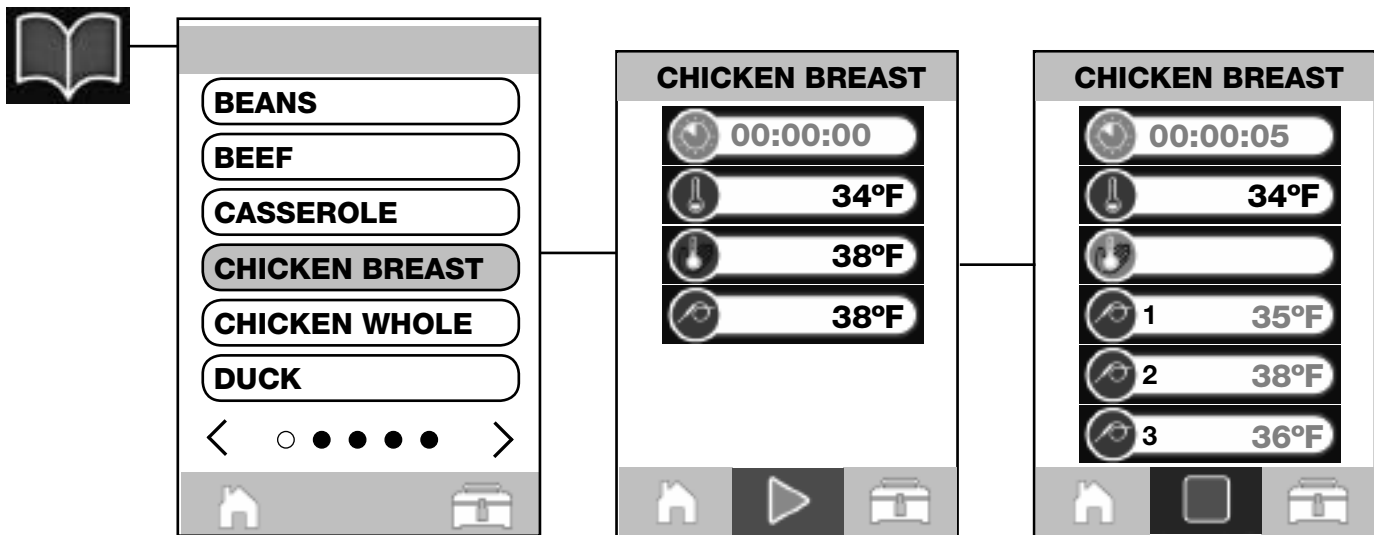 BEANS
BEEF
CASSEROLE
CHICKEN BREAST
CHICKEN WHOLE
DUCK
CHICKEN BREAST
00:00:00
34ºF
38ºF
38ºF
CHICKEN BREAST
00:00:05
34ºF
1 35ºF
2 38ºF
3 36ºF